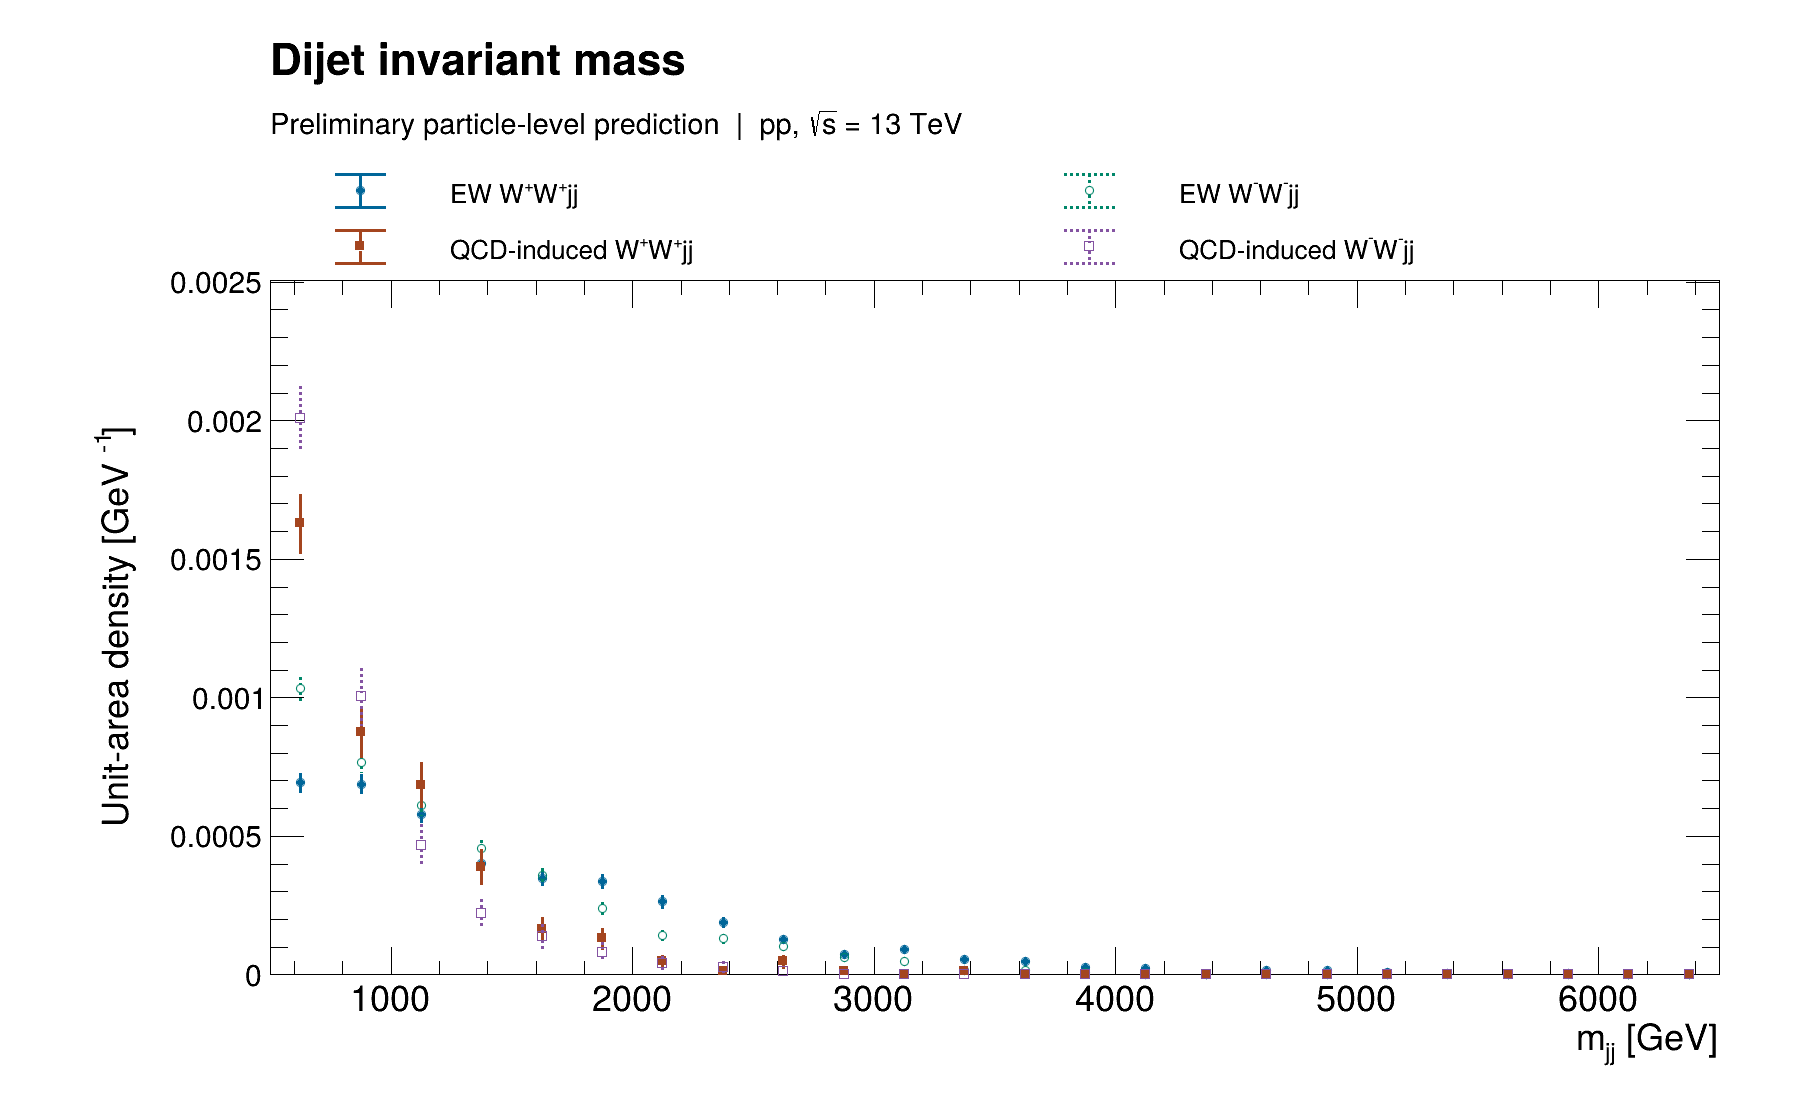 Dijet invariant mass
Preliminary particle-level prediction | pp, √s = 13 TeV
EW W⁺W⁺jj
EW W⁻W⁻jj
QCD-induced W⁺W⁺jj
QCD-induced W⁻W⁻jj
0.0025
0.002
0.0015
0.001
0.0005
0
Unit-area density [GeV⁻¹]
1000 2000 3000 4000 5000 6000
m_jj [GeV]